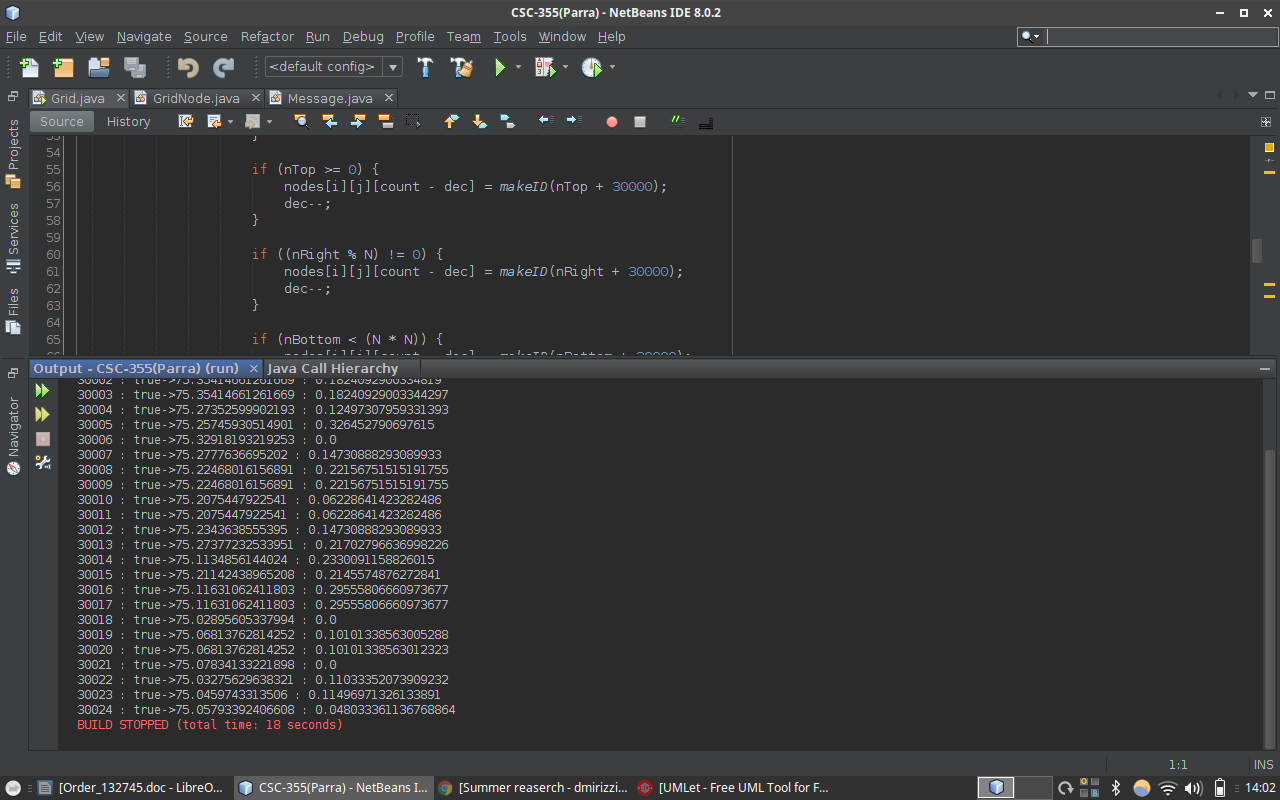 CSC-355(Parra) - NetBeans IDE 8.0.2
File Edit View Navigate Source Refactor Run Debug Profile Team Tools Window Help
<default config>
Grid.java GridNode.java Message.java
Source History
Projects
Services
Files
Navigator
53 }
54
55 if (nTop >= 0) {
56 nodes[i][j][count - dec] = makeID(nTop + 30000);
57 dec--;
58 }
59
60 if ((nRight % N) != 0) {
61 nodes[i][j][count - dec] = makeID(nRight + 30000);
62 dec--;
63 }
64
65 if (nBottom < (N * N)) {
66 nodes[i][j][count - dec] = makeID(nBottom + 30000);
Output - CSC-355(Parra) (run) Java Call Hierarchy
30002 : true->75.35414661261669 : 0.1824092900334819
30003 : true->75.35414661261669 : 0.18240929003344297
30004 : true->75.27352599902193 : 0.12497307959331393
30005 : true->75.25745930514901 : 0.326452790697615
30006 : true->75.32918193219253 : 0.0
30007 : true->75.2777636695202 : 0.14730888293089933
30008 : true->75.22468016156891 : 0.22156751515191755
30009 : true->75.22468016156891 : 0.22156751515191755
30010 : true->75.2075447922541 : 0.06228641423282486
30011 : true->75.2075447922541 : 0.06228641423282486
30012 : true->75.2343638555395 : 0.14730888293089933
30013 : true->75.27377232533951 : 0.21702796636998226
30014 : true->75.1134856144024 : 0.2330091158826015
30015 : true->75.21142438965208 : 0.2145574876272841
30016 : true->75.11631062411803 : 0.29555806660973677
30017 : true->75.11631062411803 : 0.29555806660973677
30018 : true->75.02895605337994 : 0.0
30019 : true->75.06813762814252 : 0.10101338563005288
30020 : true->75.06813762814252 : 0.10101338563012323
30021 : true->75.07834133221898 : 0.0
30022 : true->75.03275629638321 : 0.11033352073909232
30023 : true->75.0459743313506 : 0.11496971326133891
30024 : true->75.05793392406608 : 0.048033361136768864
BUILD STOPPED (total time: 18 seconds)
1:1 INS
[Order_132745.doc - LibreO... CSC-355(Parra) - NetBeans I... [Summer reaserch - dmirizzi... [UMLet - Free UML Tool for F... 14:02